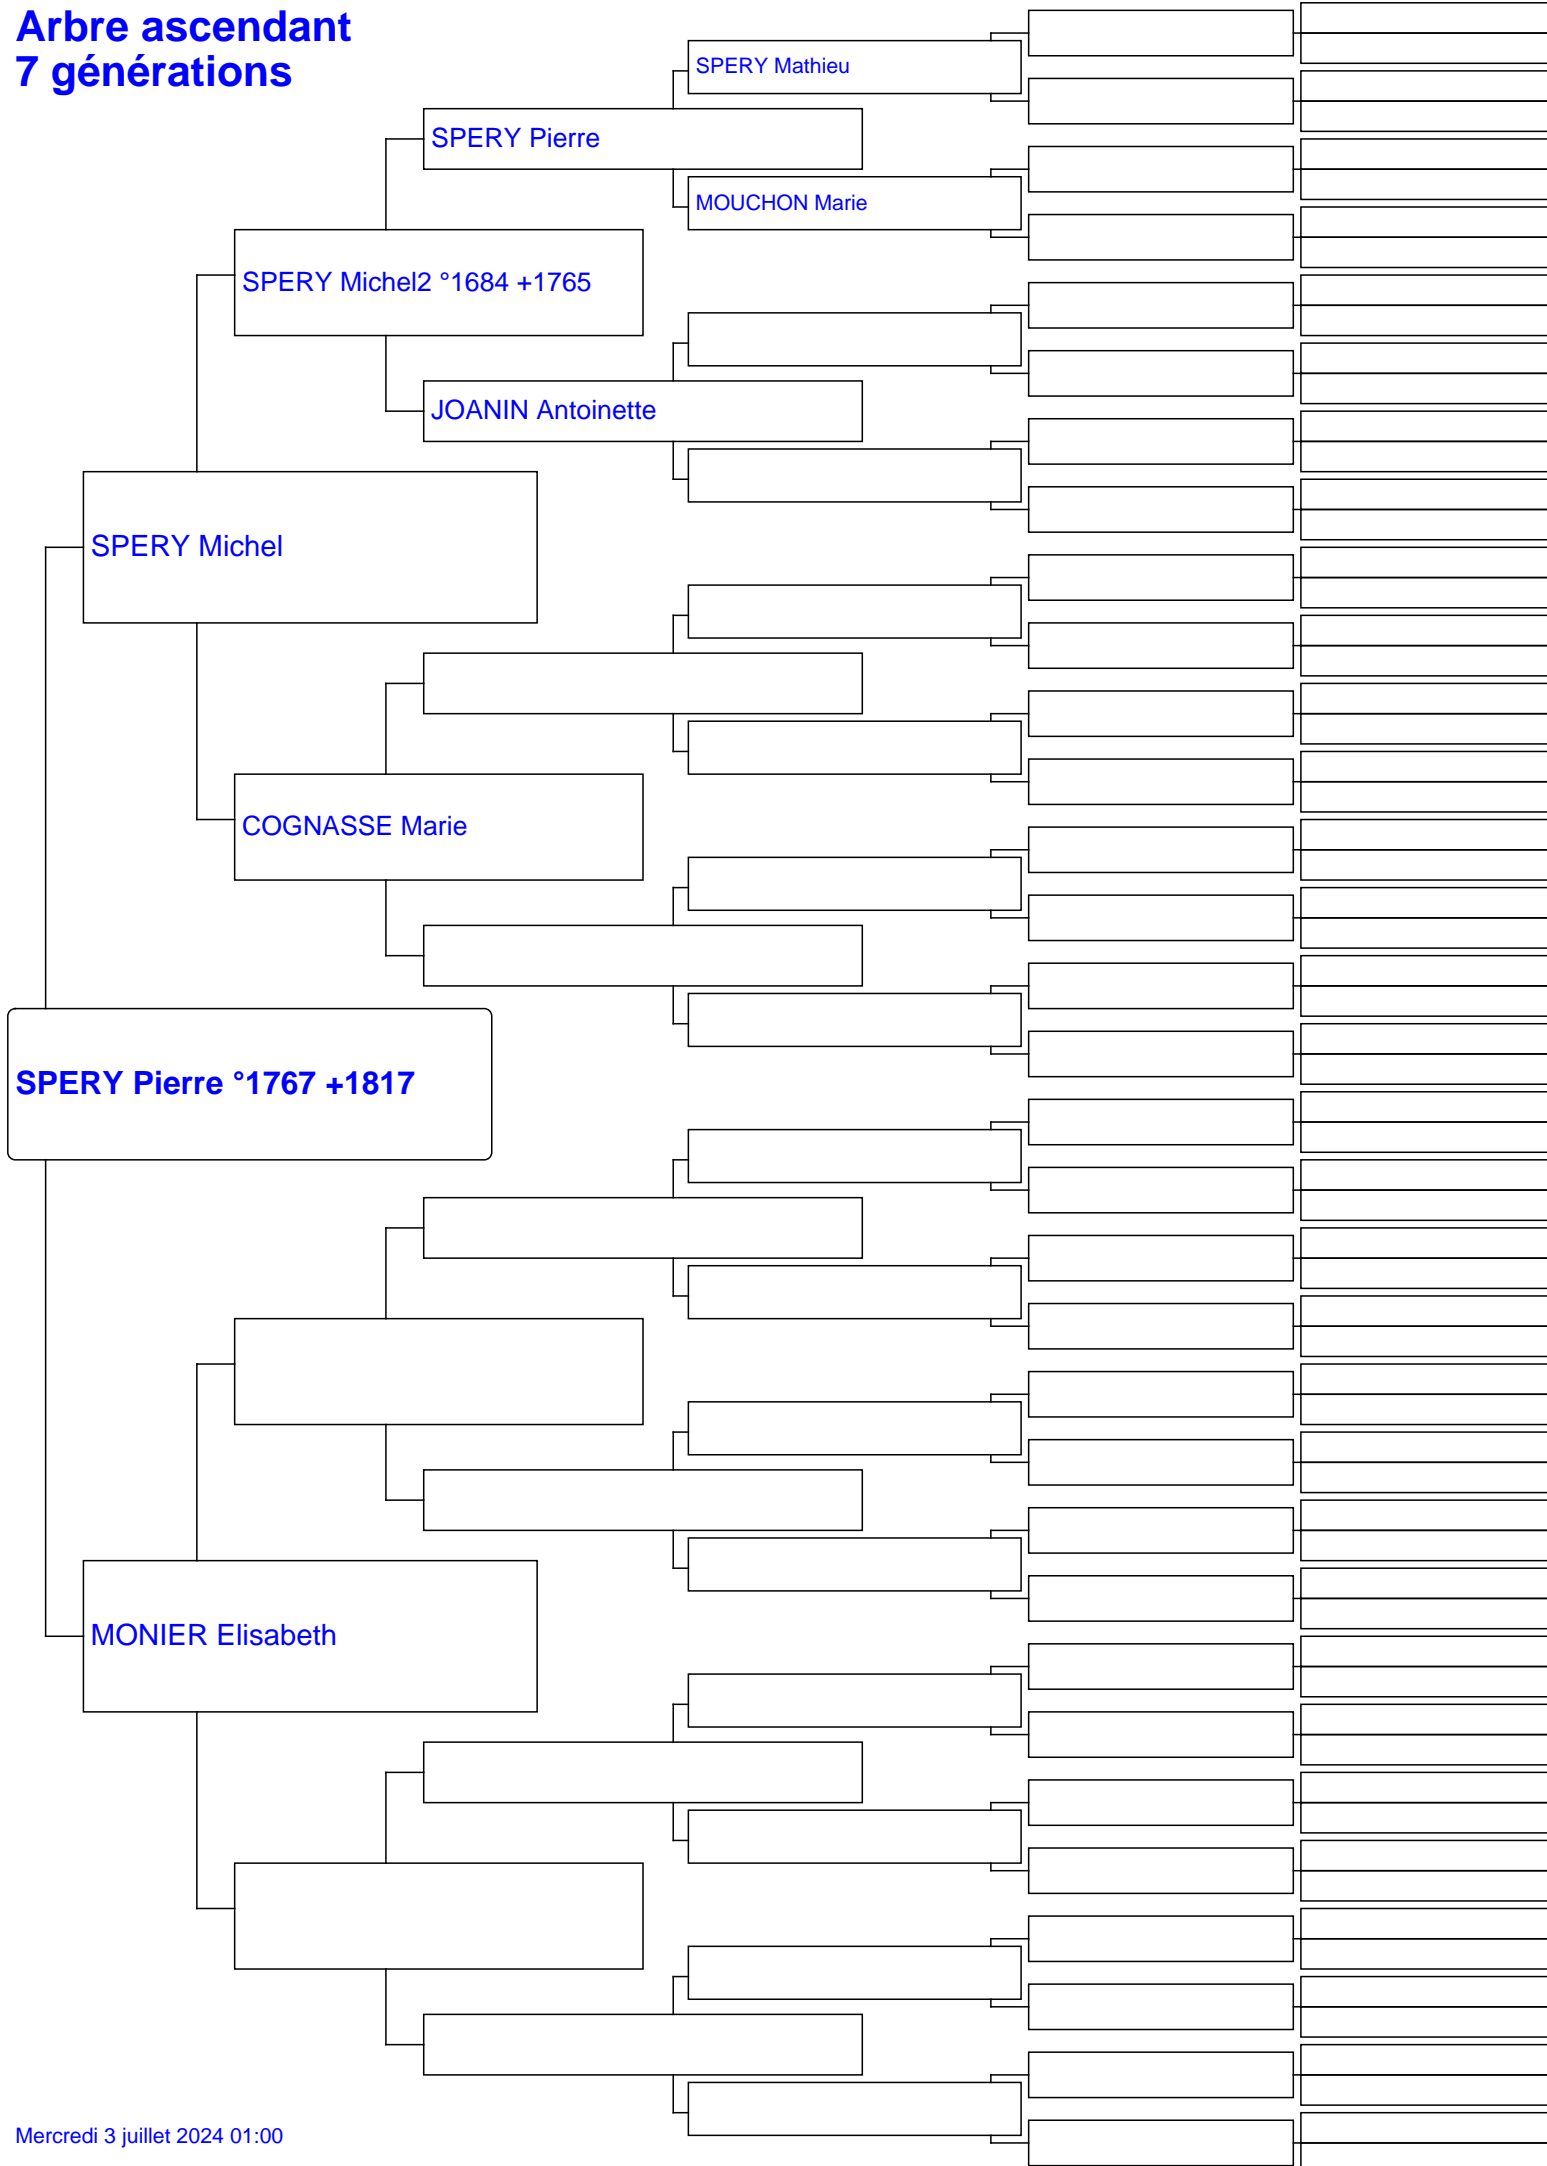 Arbre ascendant
7 générations
SPERY Mathieu
SPERY Pierre
MOUCHON Marie
SPERY Michel2 °1684 +1765
JOANIN Antoinette
SPERY Michel
COGNASSE Marie
SPERY Pierre °1767 +1817
MONIER Elisabeth
Mercredi 3 juillet 2024 01:00